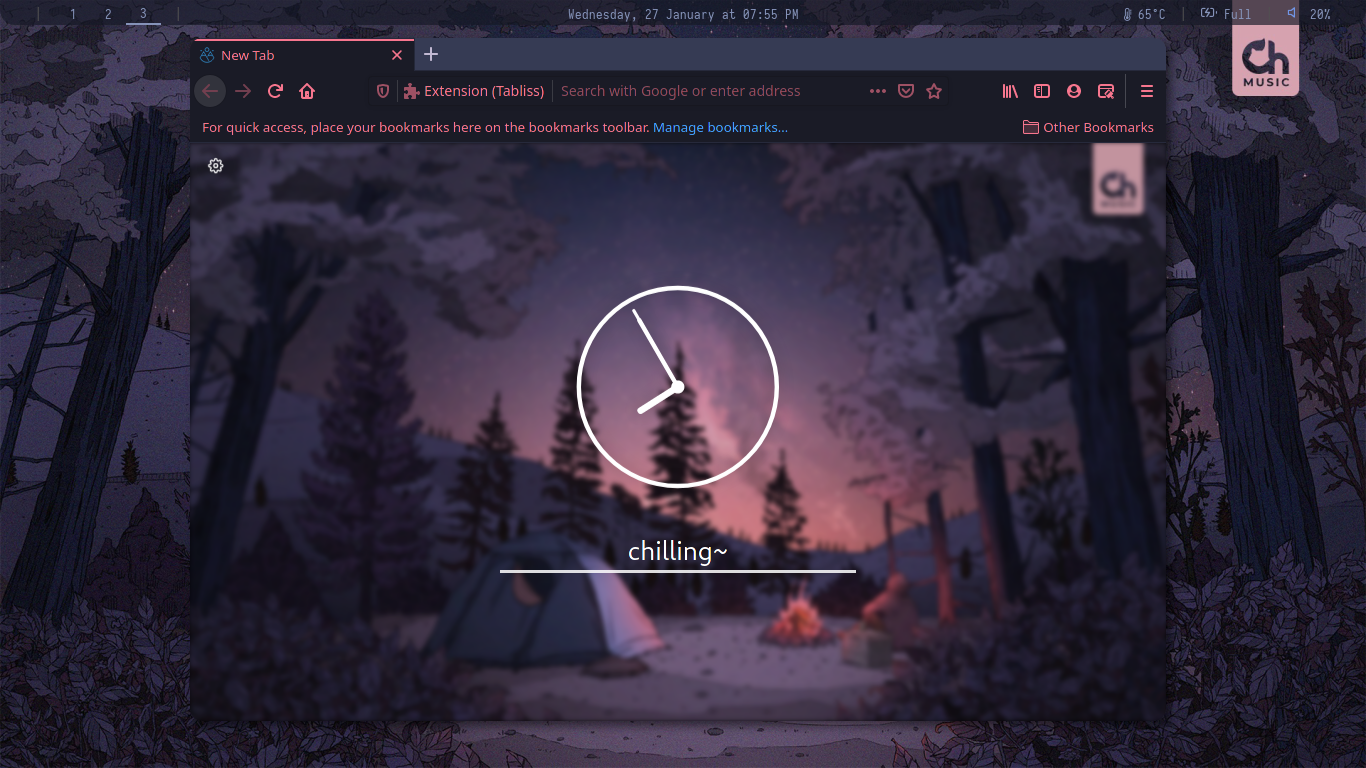 1 2 3
Wednesday, 27 January at 07:55 PM
65°C Full 20%
Ch
MUSIC
New Tab
Extension (Tabliss) Search with Google or enter address
For quick access, place your bookmarks here on the bookmarks toolbar. Manage bookmarks...
Other Bookmarks
Ch
MUSIC
chilling~